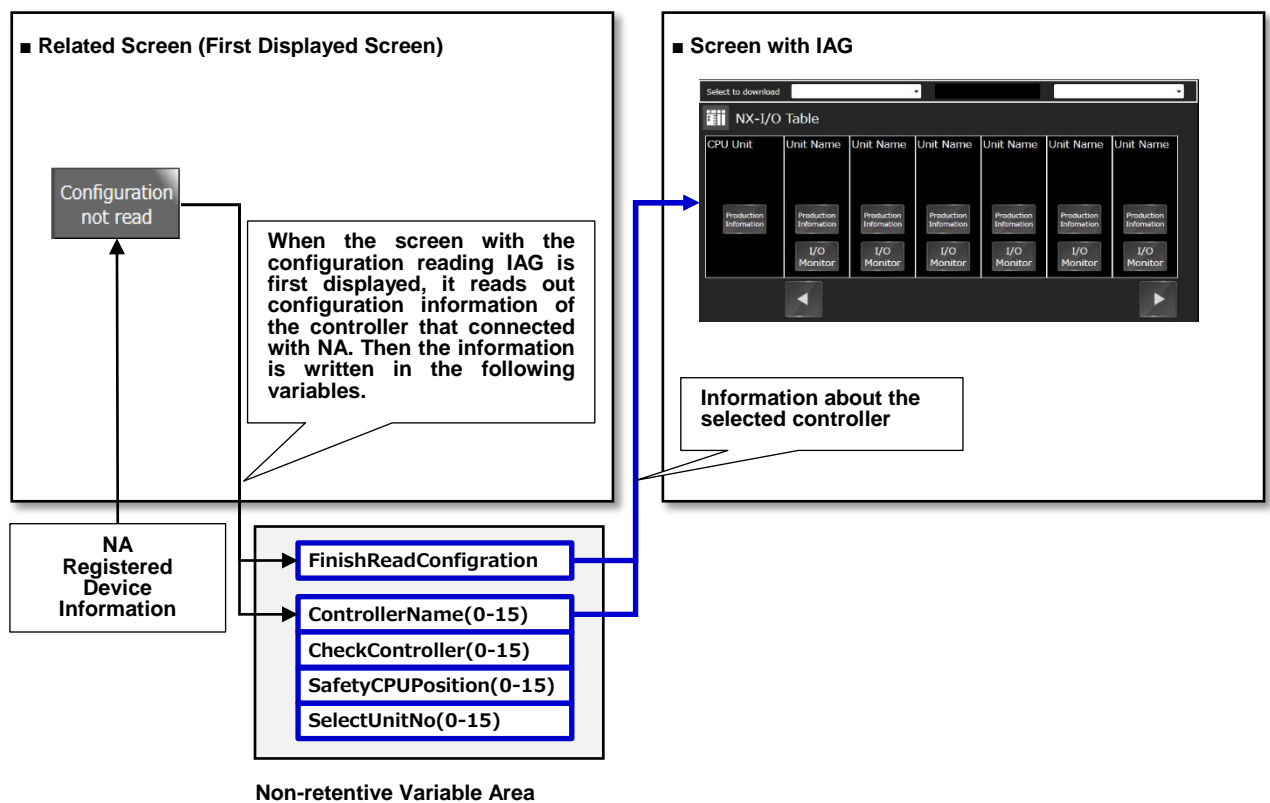 ■ Related Screen (First Displayed Screen)
Configuration
not read
When the screen with the
configuration reading IAG is
first displayed, it reads out
configuration information of
the controller that connected
with NA. Then the information
is written in the following
variables.
NA
Registered
Device
Information
FinishReadConfigration
ControllerName(0-15)
CheckController(0-15)
SafetyCPUPosition(0-15)
SelectUnitNo(0-15)
Non-retentive Variable Area
■ Screen with IAG
Select to download
NX-I/O Table
CPU Unit Unit Name Unit Name Unit Name Unit Name Unit Name Unit Name
Production Production Production Production Production Production Production
Infomation Infomation Infomation Infomation Infomation Infomation Infomation
I/O I/O I/O I/O I/O I/O
Monitor Monitor Monitor Monitor Monitor Monitor
Information about the
selected controller